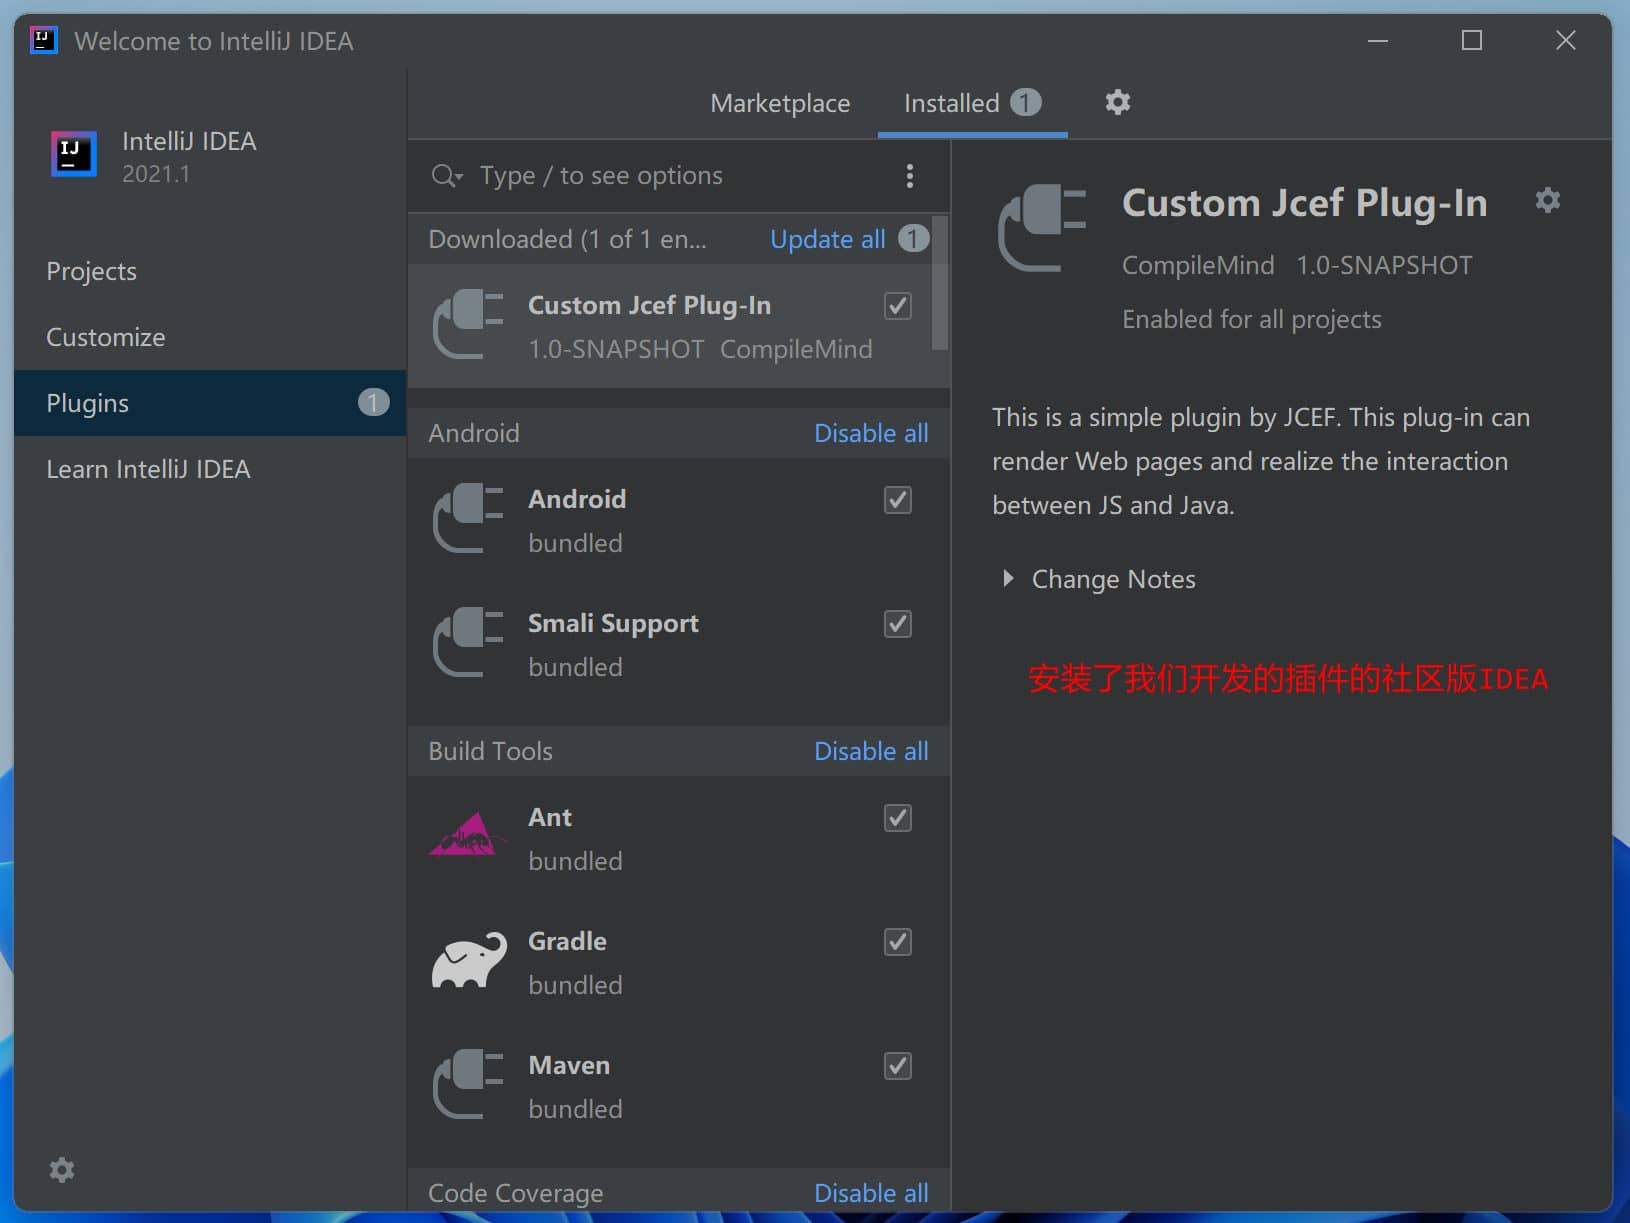 Welcome to IntelliJ IDEA
IntelliJ IDEA
2021.1
Projects
Customize
Plugins 1
Learn IntelliJ IDEA
Marketplace Installed 1
Type / to see options
Downloaded (1 of 1 en... Update all 1
Custom Jcef Plug-In
1.0-SNAPSHOT CompileMind
Android Disable all
Android
bundled
Smali Support
bundled
Build Tools Disable all
Ant
bundled
Gradle
bundled
Maven
bundled
Code Coverage Disable all
Custom Jcef Plug-In
CompileMind 1.0-SNAPSHOT
Enabled for all projects
This is a simple plugin by JCEF. This plug-in can
render Web pages and realize the interaction
between JS and Java.
Change Notes
安装了我们开发的插件的社区版IDEA